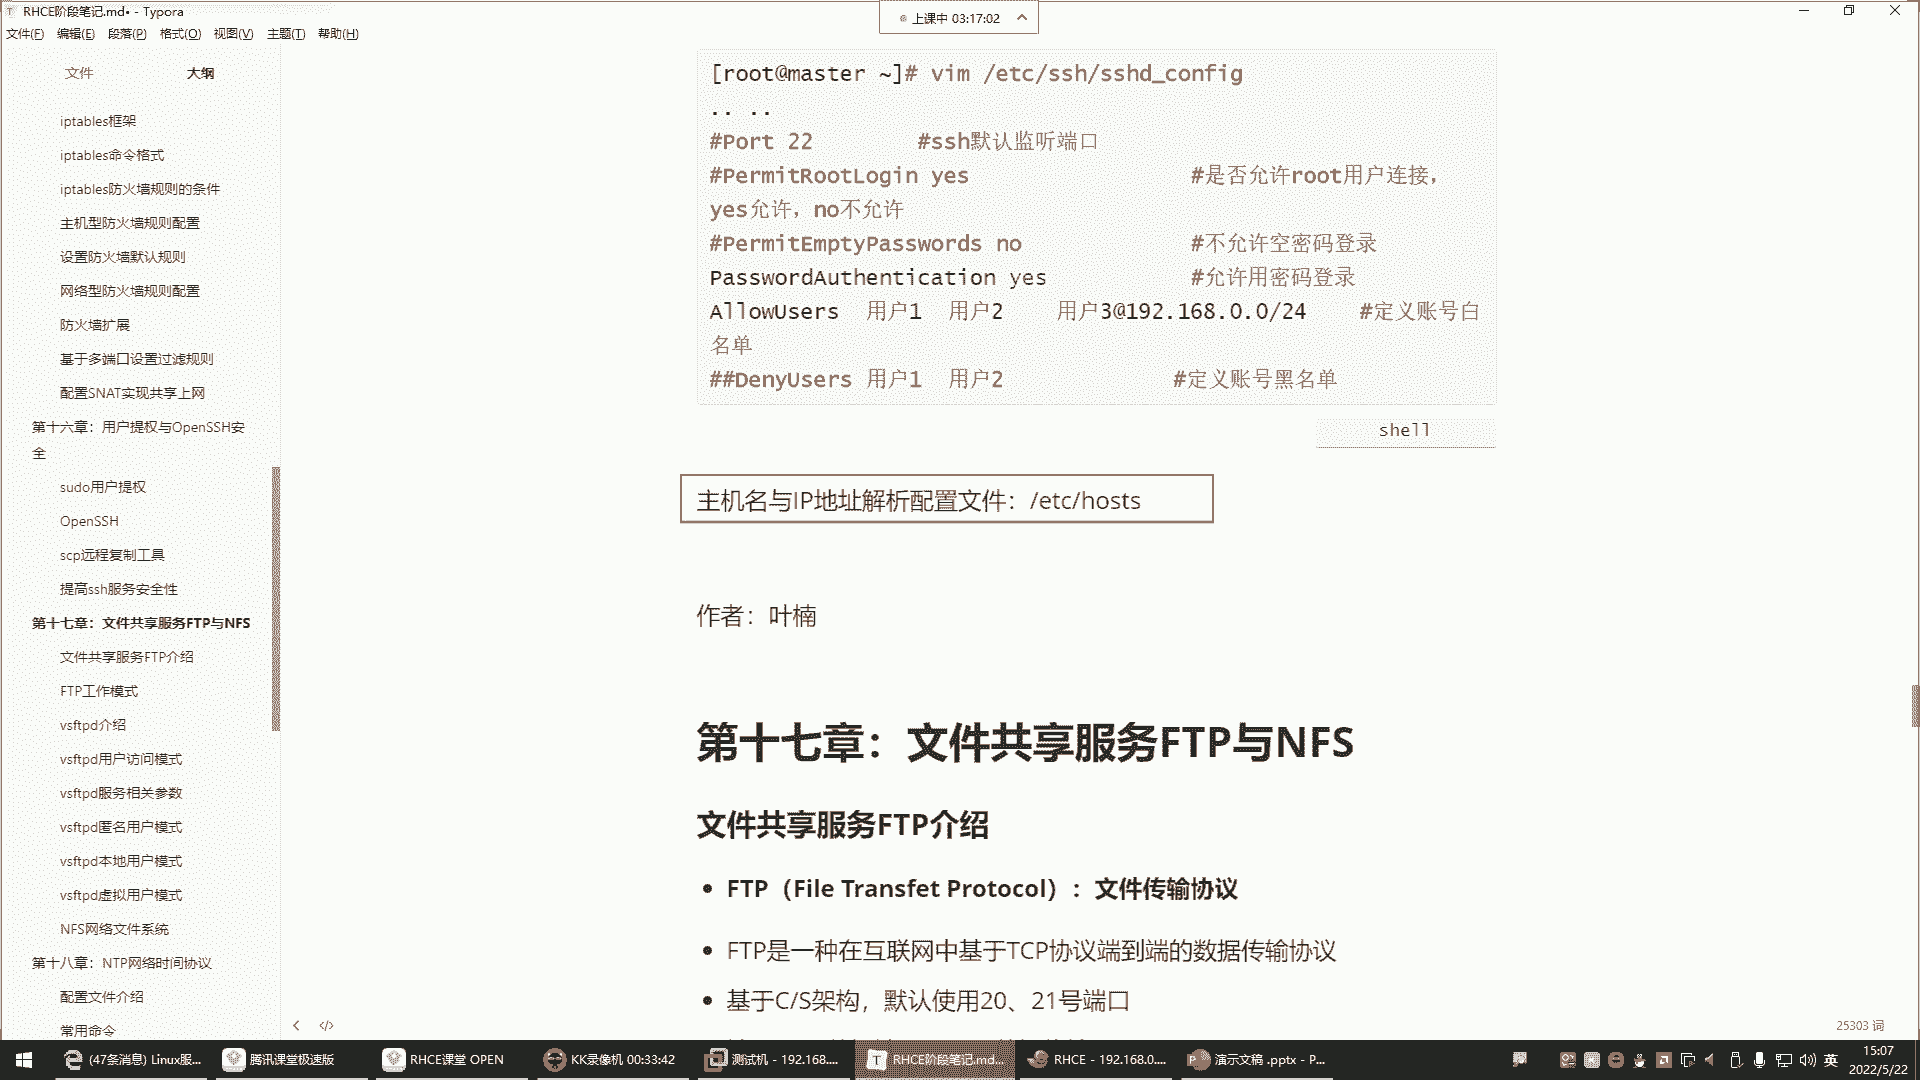 RHCE阶段笔记.md• - Typora
上课中 03:17:02
文件(F) 编辑(E) 段落(P) 格式(O) 视图(V) 主题(T) 帮助(H)
文件 大纲
iptables框架
iptables命令格式
iptables防火墙规则的条件
主机型防火墙规则配置
设置防火墙默认规则
网络型防火墙规则配置
防火墙扩展
基于多端口设置过滤规则
配置SNAT实现共享上网
第十六章：用户提权与OpenSSH安
全
sudo用户提权
OpenSSH
scp远程复制工具
提高ssh服务安全性
第十七章：文件共享服务FTP与NFS
文件共享服务FTP介绍
FTP工作模式
vsftpd介绍
vsftpd用户访问模式
vsftpd服务相关参数
vsftpd匿名用户模式
vsftpd本地用户模式
vsftpd虚拟用户模式
NFS网络文件系统
第十八章：NTP网络时间协议
配置文件介绍
常用命令
[root@master ~]# vim /etc/ssh/sshd_config
.. ..
#Port 22 #ssh默认监听端口
#PermitRootLogin yes #是否允许root用户连接，
yes允许，no不允许
#PermitEmptyPasswords no #不允许空密码登录
PasswordAuthentication yes #允许用密码登录
AllowUsers 用户1 用户2 用户3@192.168.0.0/24 #定义账号白
名单
##DenyUsers 用户1 用户2 #定义账号黑名单
shell
主机名与IP地址解析配置文件：/etc/hosts
作者：叶楠
第十七章：文件共享服务FTP与NFS
文件共享服务FTP介绍
• FTP（File Transfet Protocol）：文件传输协议
• FTP是一种在互联网中基于TCP协议端到端的数据传输协议
• 基于C/S架构，默认使用20、21号端口
25303 词
(47条消息) Linux服... 腾讯课堂极速版 RHCE课堂 OPEN KK录像机 00:33:42 测试机 - 192.168.... RHCE阶段笔记.md... RHCE - 192.168.0.... 演示文稿 .pptx - P... 英 15:07
2022/5/22